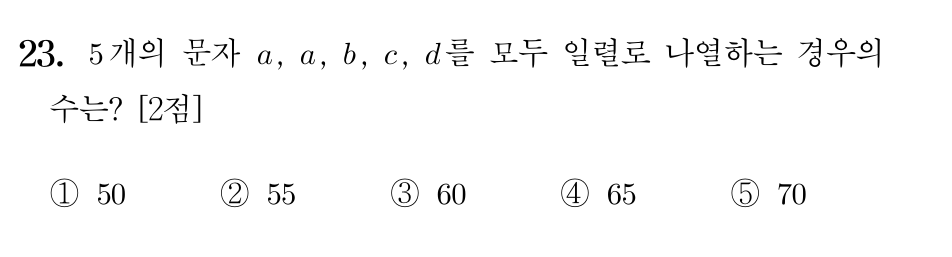 23. 5개의 문자 a, a, b, c, d를 모두 일렬로 나열하는 경우의
수는? [2점]
① 50 ② 55 ③ 60 ④ 65 ⑤ 70